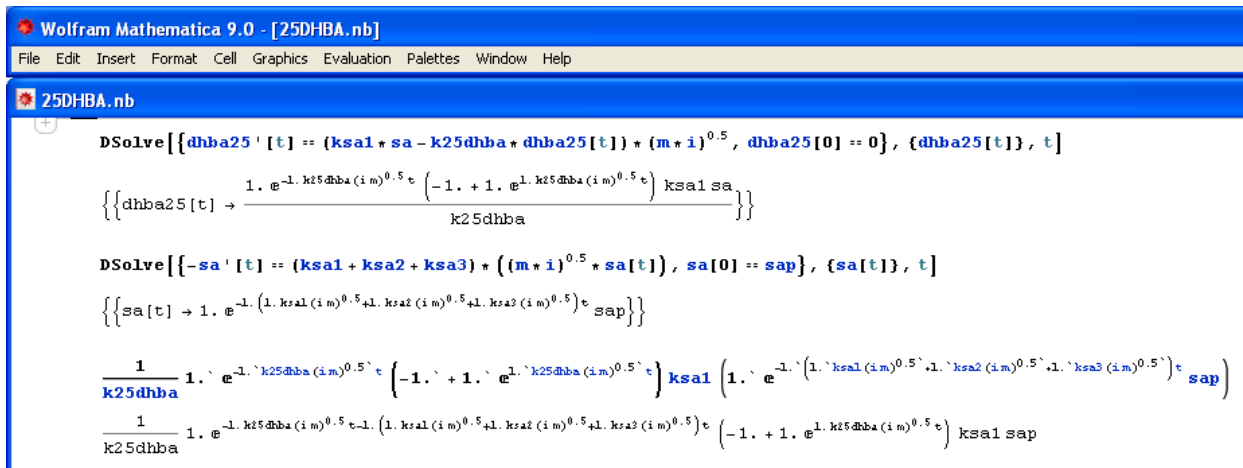 Wolfram Mathematica 9.0 - [25DHBA.nb]
File Edit Insert Format Cell Graphics Evaluation Palettes Window Help
25DHBA.nb
DSolve[{dhba25'[t] == (ksa1 * sa - k25dhba * dhba25[t]) * (m * i)^0.5, dhba25[0] == 0}, {dhba25[t]}, t]
{{dhba25[t] → (1. e^(-1. k25dhba (i m)^0.5 t) (-1. + 1. e^(1. k25dhba (i m)^0.5 t)) ksa1 sa)/k25dhba}}
DSolve[{-sa'[t] == (ksa1 + ksa2 + ksa3) * ((m * i)^0.5 * sa[t]), sa[0] == sap}, {sa[t]}, t]
{{sa[t] → 1. e^(-1. (1. ksa1 (i m)^0.5 + 1. ksa2 (i m)^0.5 + 1. ksa3 (i m)^0.5) t) sap}}
1/k25dhba 1.` e^(-1.` k25dhba (i m)^0.5` t) (-1.` + 1.` e^(1.` k25dhba (i m)^0.5` t)) ksa1 (1.` e^(-1.` (1.` ksa1 (i m)^0.5` + 1.` ksa2 (i m)^0.5` + 1.` ksa3 (i m)^0.5`) t) sap)
1/k25dhba 1. e^(-1. k25dhba (i m)^0.5 t - 1. (1. ksa1 (i m)^0.5 + 1. ksa2 (i m)^0.5 + 1. ksa3 (i m)^0.5) t) (-1. + 1. e^(1. k25dhba (i m)^0.5 t)) ksa1 sap